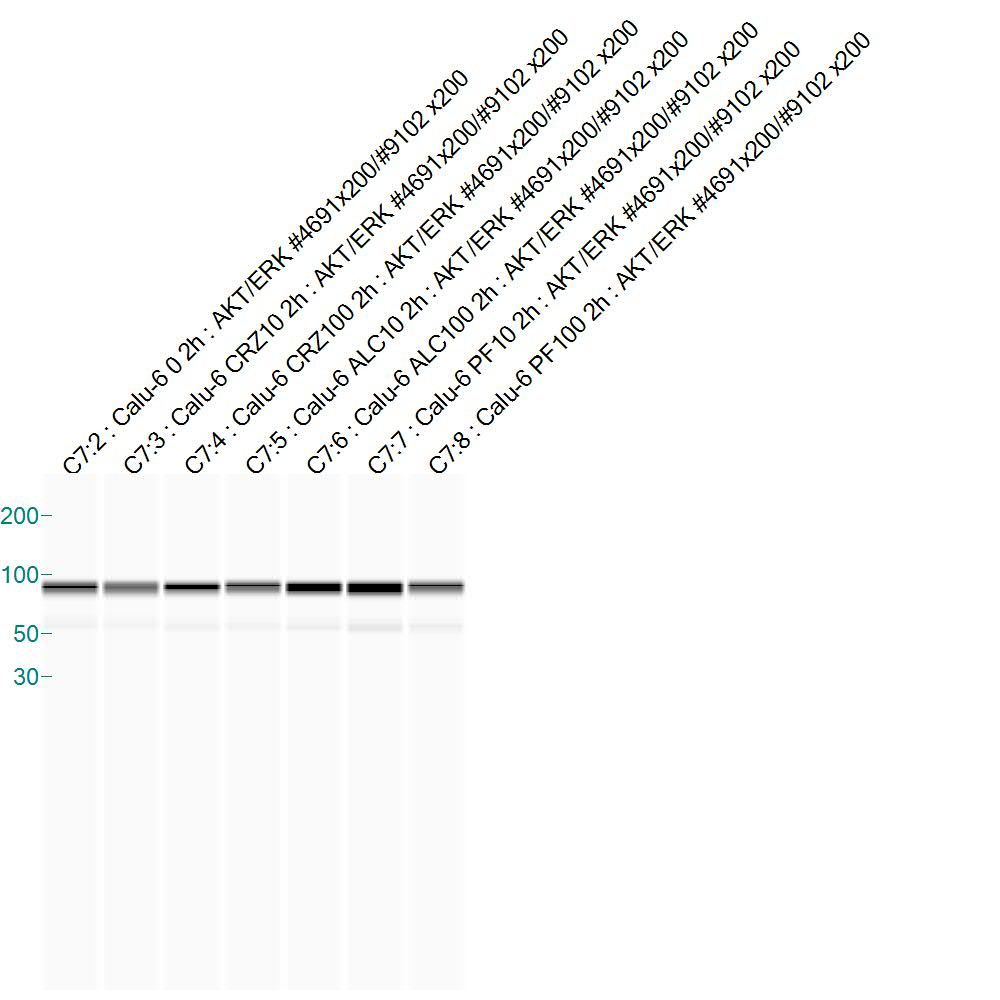 C7:2 : Calu-6 0 2h : AKT/ERK #4691x200/#9102 x200
C7:3 : Calu-6 CRZ10 2h : AKT/ERK #4691x200/#9102 x200
C7:4 : Calu-6 CRZ100 2h : AKT/ERK #4691x200/#9102 x200
C7:5 : Calu-6 ALC10 2h : AKT/ERK #4691x200/#9102 x200
C7:6 : Calu-6 ALC100 2h : AKT/ERK #4691x200/#9102 x200
C7:7 : Calu-6 PF10 2h : AKT/ERK #4691x200/#9102 x200
C7:8 : Calu-6 PF100 2h : AKT/ERK #4691x200/#9102 x200
200
100
50
30